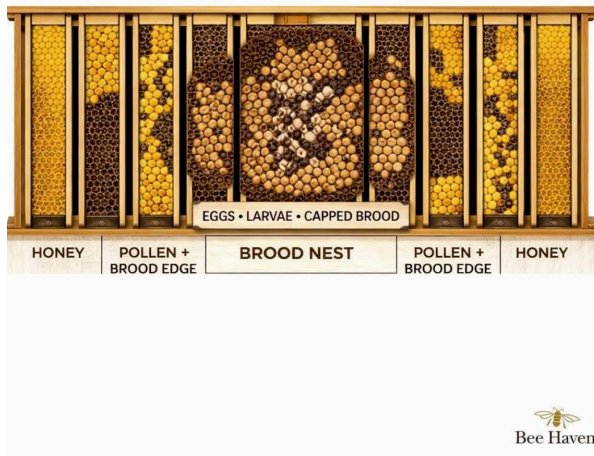 EGGS • LARVAE • CAPPED BROOD
HONEY
POLLEN +
BROOD EDGE
BROOD NEST
POLLEN +
BROOD EDGE
HONEY
Bee Haven